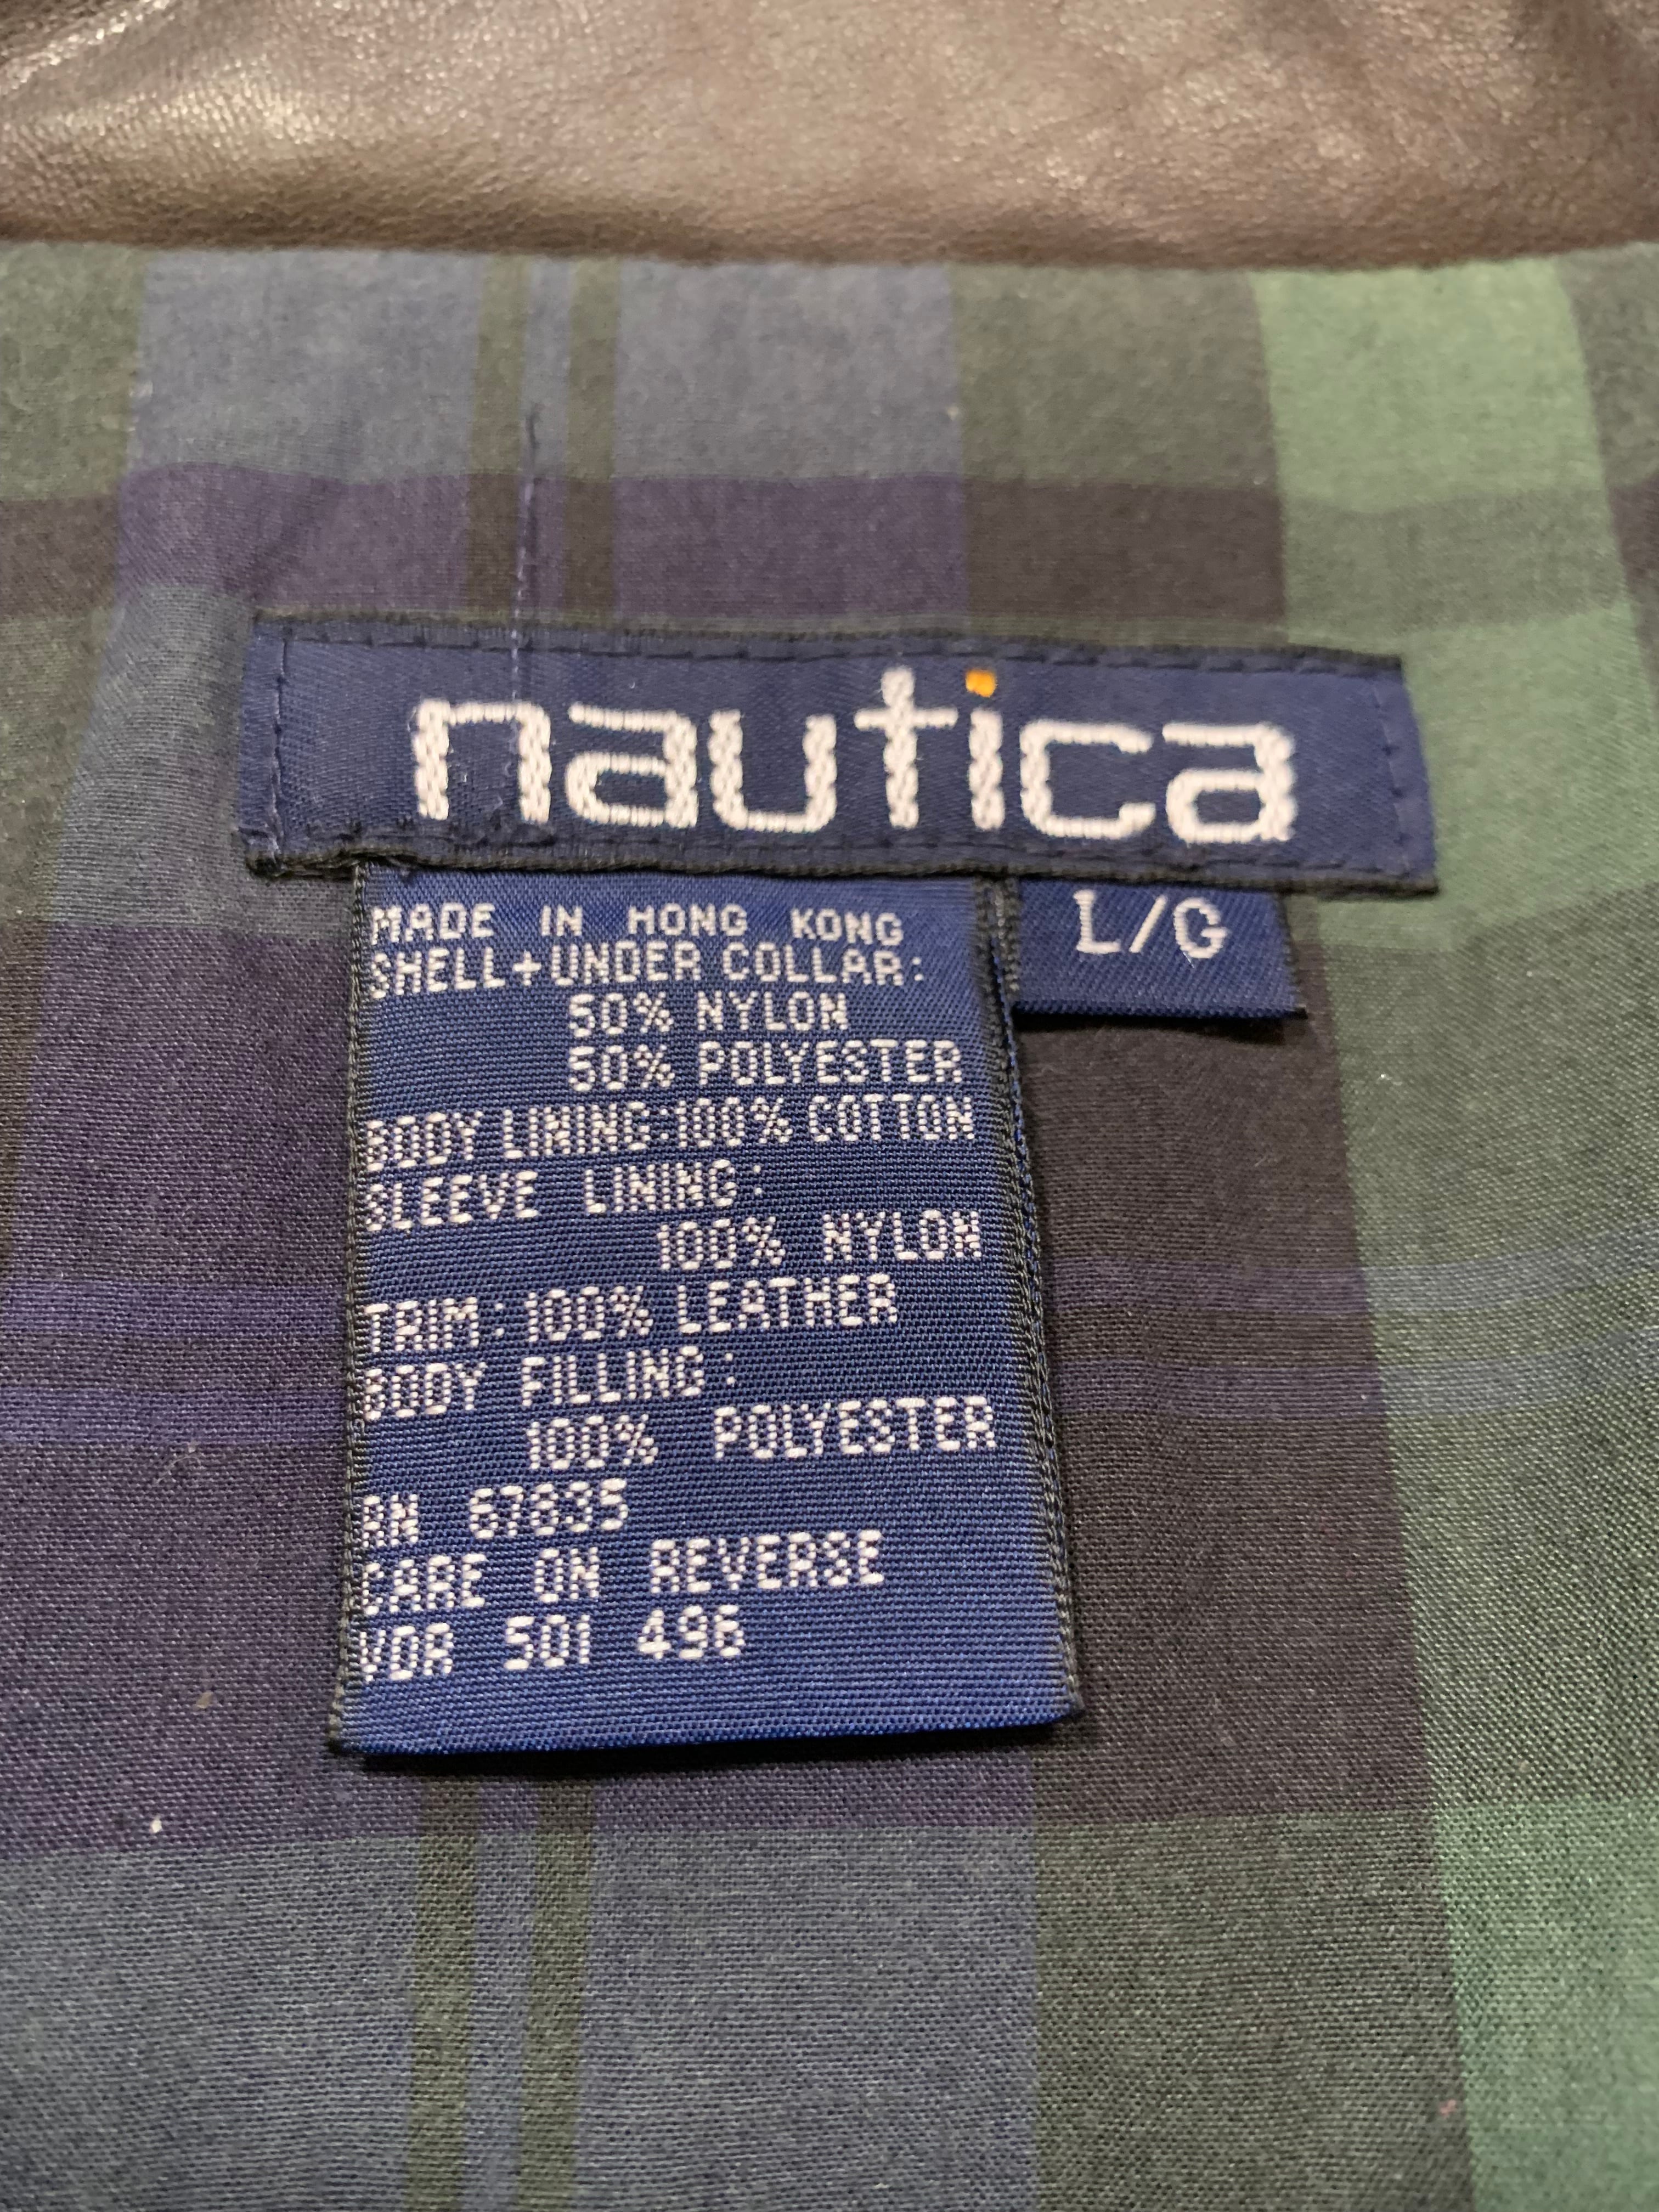 nautica
L/G
MADE IN HONG KONG
SHELL+UNDER COLLAR:
50% NYLON
50% POLYESTER
BODY LINING:100% COTTON
SLEEVE LINING:
100% NYLON
TRIM:100% LEATHER
BODY FILLING:
100% POLYESTER
RN 67835
CARE ON REVERSE
VDR 501 496